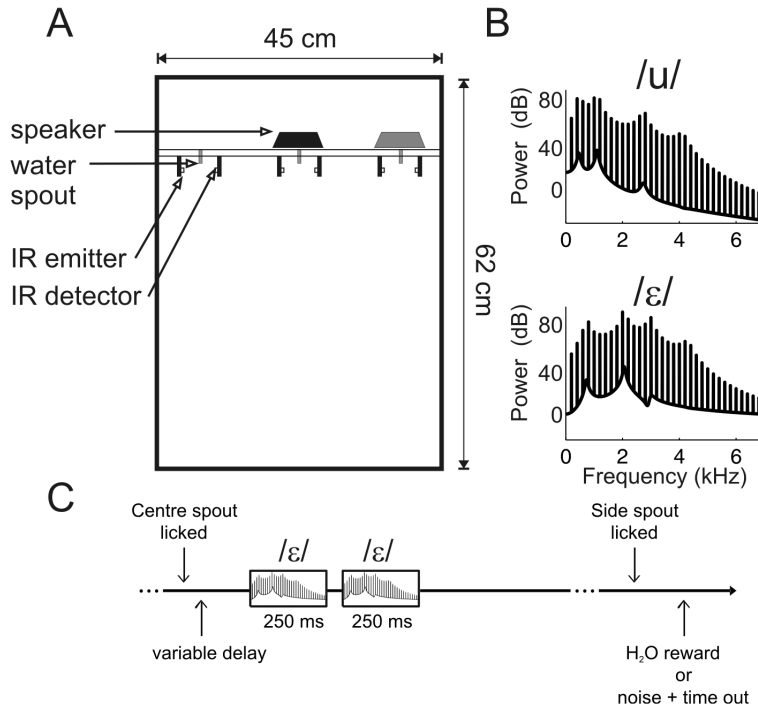 A
45 cm
speaker
water
spout
IR emitter
IR detector
62 cm
B
/u/
Power (dB)
80
40
0
0 2 4 6
/ɛ/
Power (dB)
80
40
0
0 2 4 6
Frequency (kHz)
C
Centre spout
licked
variable delay
/ɛ/
250 ms
/ɛ/
250 ms
Side spout
licked
H₂O reward
or
noise + time out